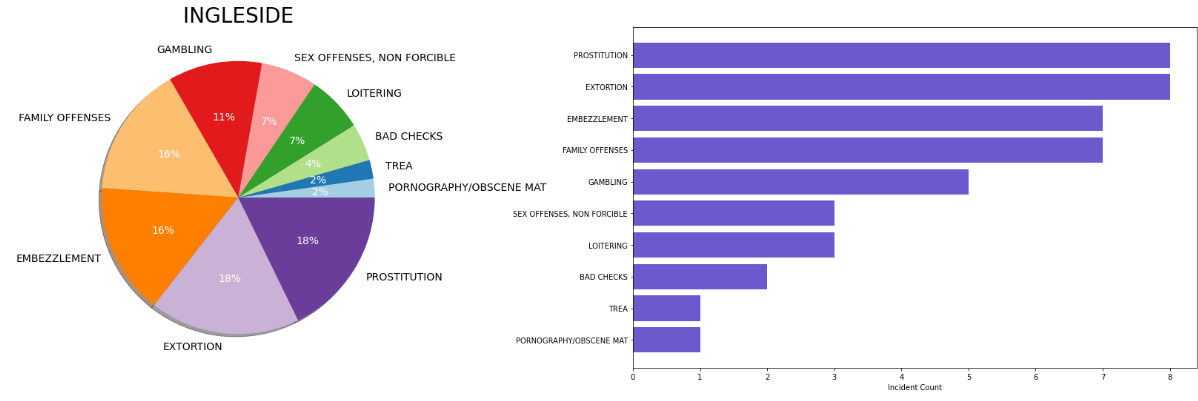 INGLESIDE
GAMBLING
SEX OFFENSES, NON FORCIBLE
LOITERING
FAMILY OFFENSES
BAD CHECKS
TREA
PORNOGRAPHY/OBSCENE MAT
EMBEZZLEMENT
PROSTITUTION
EXTORTION
11%
7%
7%
16%
4%
2%
2%
16%
18%
18%
PROSTITUTION
EXTORTION
EMBEZZLEMENT
FAMILY OFFENSES
GAMBLING
SEX OFFENSES, NON FORCIBLE
LOITERING
BAD CHECKS
TREA
PORNOGRAPHY/OBSCENE MAT
0 1 2 3 4 5 6 7 8
Incident Count